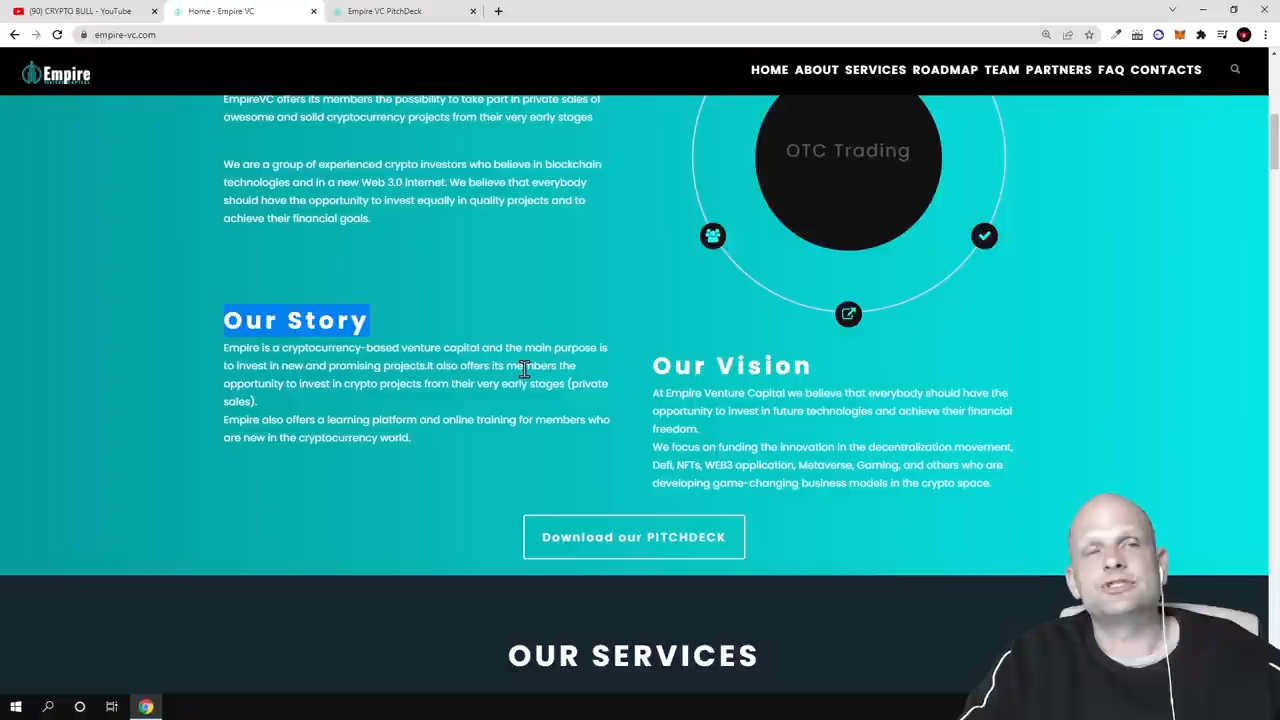 (90) CRYPTO BULL - YouTube
Home - Empire VC
Empire VC PitchDeck
empire-vc.com
Empire
HOME ABOUT SERVICES ROADMAP TEAM PARTNERS FAQ CONTACTS
EmpireVC offers its members the possibility to take part in private sales of
awesome and solid cryptocurrency projects from their very early stages
We are a group of experienced crypto investors who believe in blockchain
technologies and in a new Web 3.0 internet. We believe that everybody
should have the opportunity to invest equally in quality projects and to
achieve their financial goals.
OTC Trading
Our Story
Empire is a cryptocurrency-based venture capital and the main purpose is
to invest in new and promising projects.It also offers its members the
opportunity to invest in crypto projects from their very early stages (private
sales).
Empire also offers a learning platform and online training for members who
are new in the cryptocurrency world.
Our Vision
At Empire Venture Capital we believe that everybody should have the
opportunity to invest in future technologies and achieve their financial
freedom.
We focus on funding the innovation in the decentralization movement,
Defi, NFTs, WEB3 application, Metaverse, Gaming, and others who are
developing game-changing business models in the crypto space.
Download our PITCHDECK
OUR SERVICES